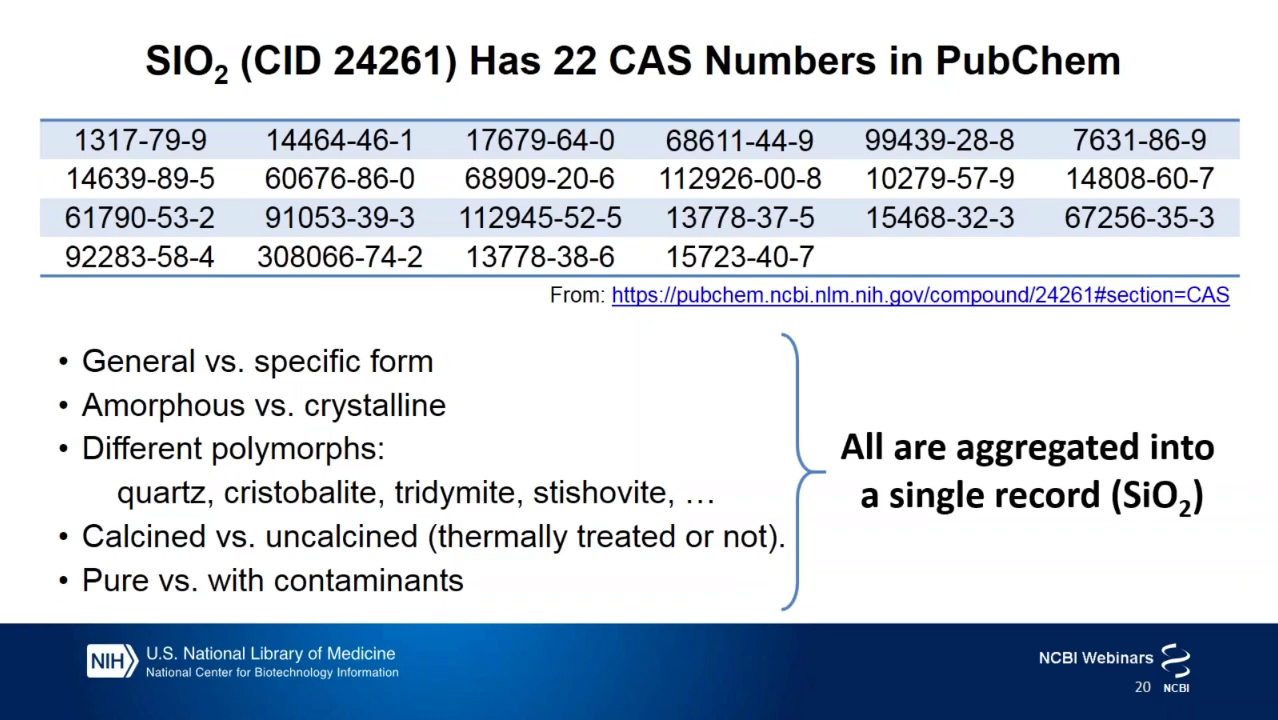 SIO2 (CID 24261) Has 22 CAS Numbers in PubChem
1317-79-9 14464-46-1 17679-64-0 68611-44-9 99439-28-8 7631-86-9
14639-89-5 60676-86-0 68909-20-6 112926-00-8 10279-57-9 14808-60-7
61790-53-2 91053-39-3 112945-52-5 13778-37-5 15468-32-3 67256-35-3
92283-58-4 308066-74-2 13778-38-6 15723-40-7
From: https://pubchem.ncbi.nlm.nih.gov/compound/24261#section=CAS
• General vs. specific form
• Amorphous vs. crystalline
• Different polymorphs:
quartz, cristobalite, tridymite, stishovite, …
• Calcined vs. uncalcined (thermally treated or not).
• Pure vs. with contaminants
All are aggregated into
a single record (SiO2)
NIH
U.S. National Library of Medicine
National Center for Biotechnology Information
NCBI Webinars
20
NCBI